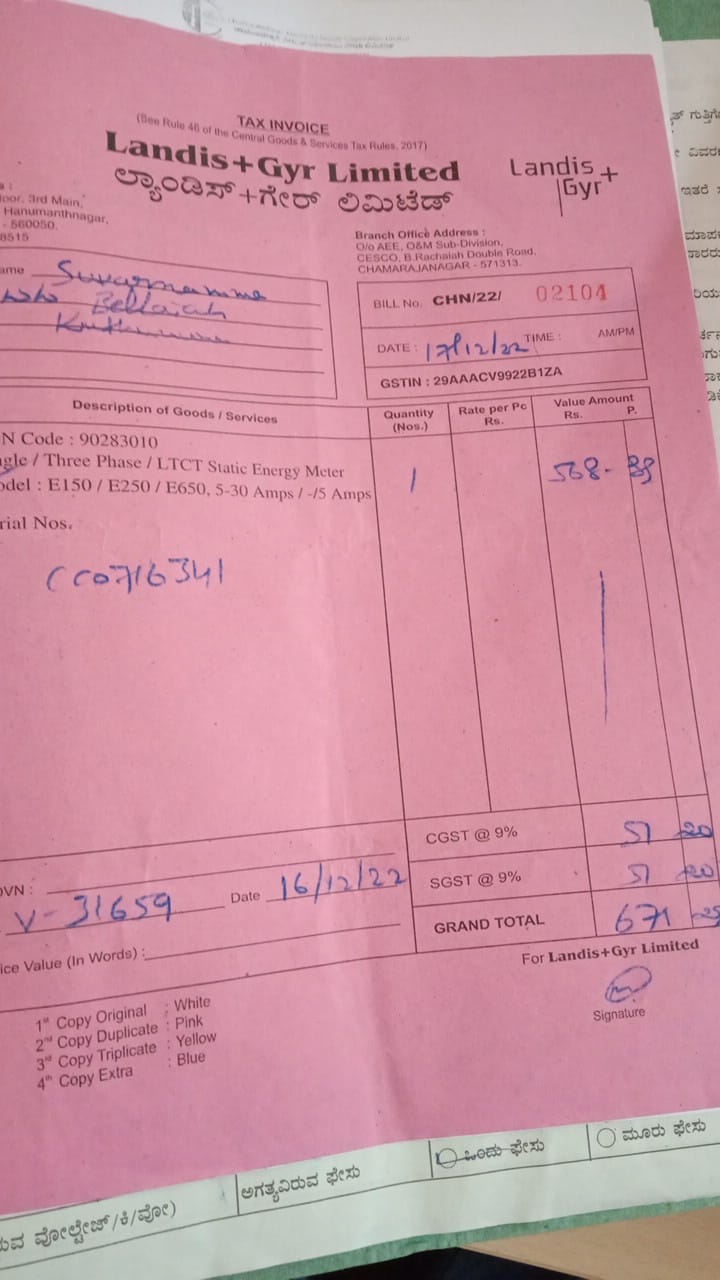 TAX INVOICE
(See Rule 46 of the Central Goods & Services Tax Rules, 2017)
Landis+Gyr Limited
ಲ್ಯಾಂಡಿಸ್+ಗೇರ್ ಲಿಮಿಟೆಡ್
Landis+
Gyr
oor, 3rd Main,
Hanumanthnagar,
- 560050.
8515
Branch Office Address :
O/o AEE, O&M Sub-Division,
CESCO, B.Rachaiah Double Road,
CHAMARAJANAGAR - 571313.
ame Suvarnamma
w/o Bellaiah
BILL No. CHN/22/ 02104
DATE : 17/12/22 TIME : AM/PM
GSTIN : 29AAACV9922B1ZA
Description of Goods / Services
Quantity (Nos.)
Rate per Pc Rs.
Value Amount Rs. P.
N Code : 90283010
gle / Three Phase / LTCT Static Energy Meter
odel : E150 / E250 / E650, 5-30 Amps / -/5 Amps
1 568-
rial Nos.
CC0716341
CGST @ 9% 51 20
SGST @ 9% 51 20
GRAND TOTAL 671
OVN :
V-31659 Date 16/12/22
ice Value (In Words) :
For Landis+Gyr Limited
Signature
1st Copy Original : White
2nd Copy Duplicate : Pink
3rd Copy Triplicate : Yellow
4th Copy Extra : Blue
ಅಗತ್ಯವಿರುವ ಫೇಸು
ಒಂದು ಫೇಸು
ಮೂರು ಫೇಸು
ರುವ ವೋಲ್ಟೇಜ್/ಕಿ/ವೋ)